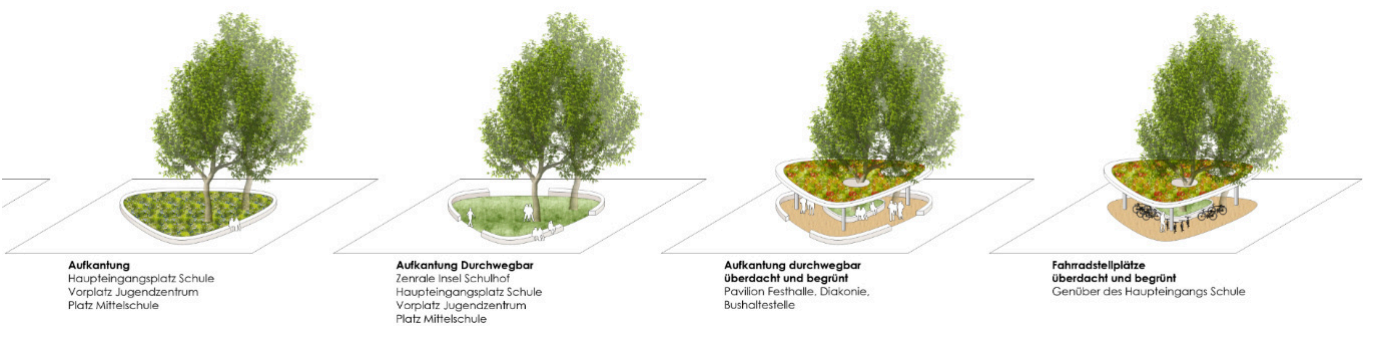 Aufkantung
Haupteingangsplatz Schule
Vorplatz Jugendzentrum
Platz Mittelschule
Aufkantung Durchwegbar
Zenrale Insel Schulhof
Haupteingangsplatz Schule
Vorplatz Jugendzentrum
Platz Mittelschule
Aufkantung durchwegbar
überdacht und begrünt
Pavilion Festhalle, Diakonie,
Bushaltestelle
Fahrradstellplätze
überdacht und begrünt
Genüber des Haupteingangs Schule